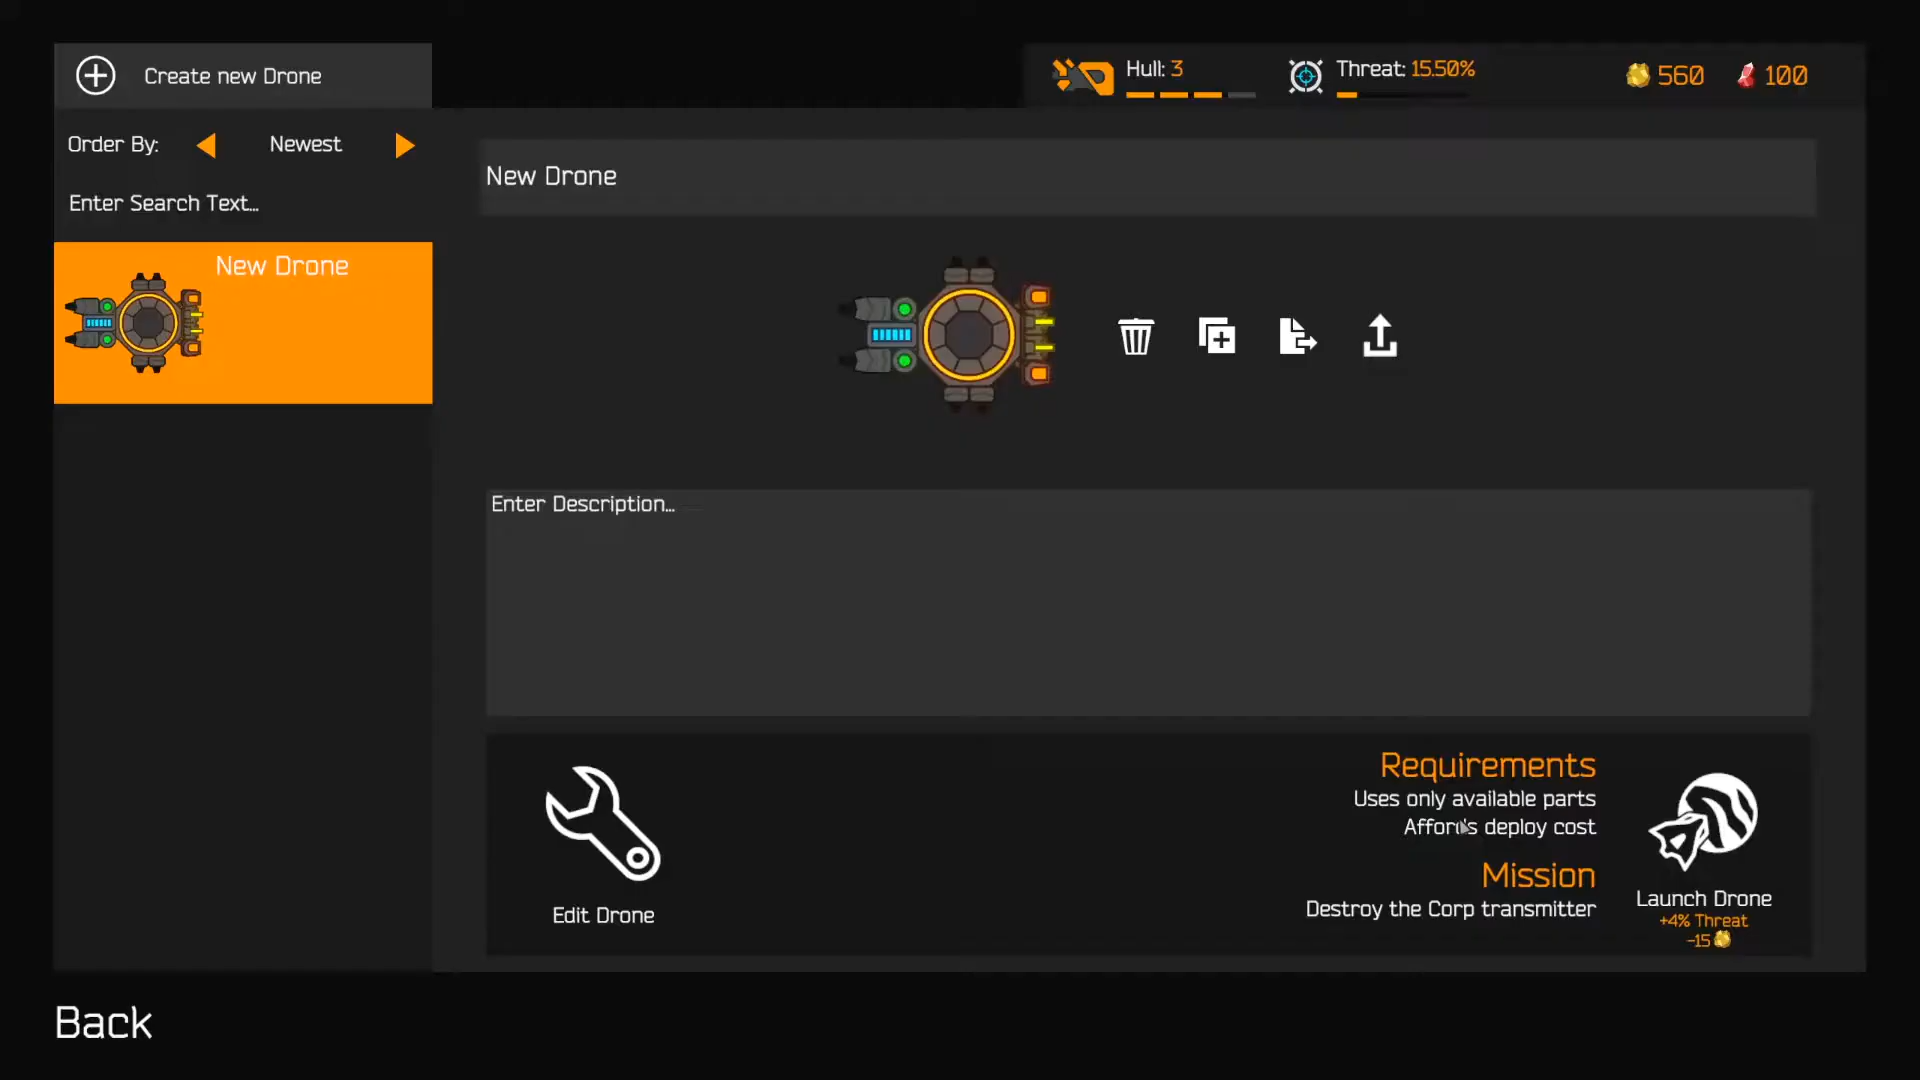 Create new Drone
Hull: 3
Threat: 15.50%
560
100
Order By:
Newest
Enter Search Text...
New Drone
New Drone
Enter Description...
Edit Drone
Requirements
Uses only available parts
Affords deploy cost
Mission
Destroy the Corp transmitter
Launch Drone
+4% Threat
-15
Back